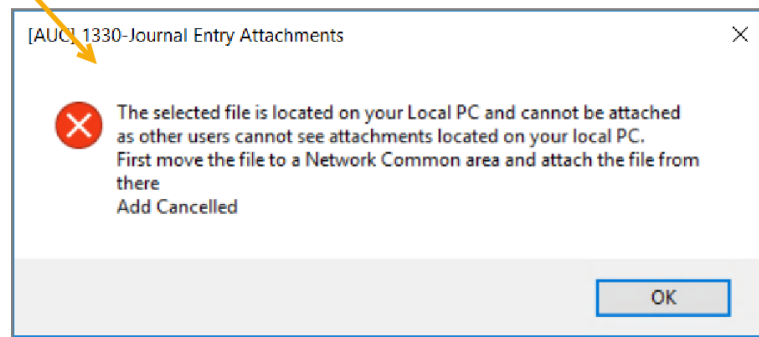 [AUC] 1330-Journal Entry Attachments
The selected file is located on your Local PC and cannot be attached
as other users cannot see attachments located on your local PC.
First move the file to a Network Common area and attach the file from
there
Add Cancelled
OK